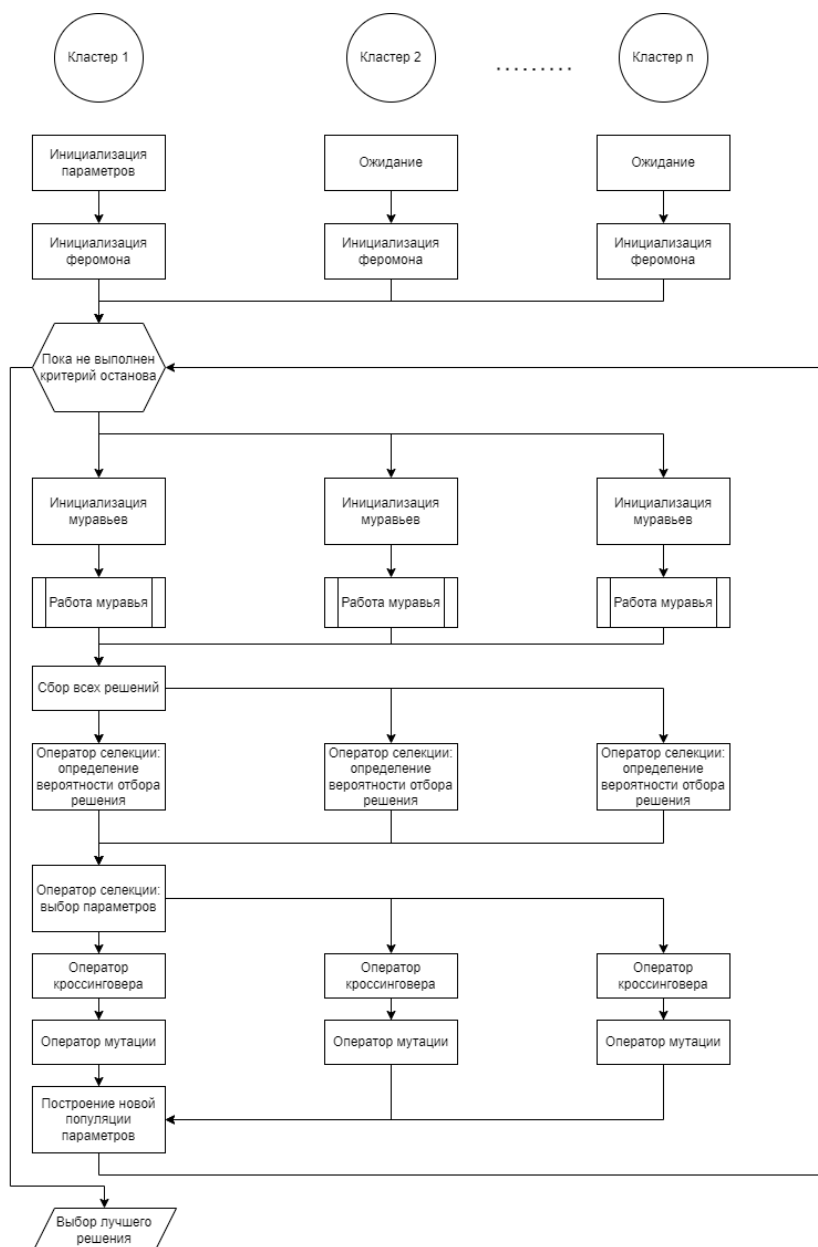 Кластер 1
Кластер 2
.........
Кластер n
Инициализация
параметров
Ожидание
Ожидание
Инициализация
феромона
Инициализация
феромона
Инициализация
феромона
Пока не выполнен
критерий останова
Инициализация
муравьев
Инициализация
муравьев
Инициализация
муравьев
Работа муравья
Работа муравья
Работа муравья
Сбор всех решений
Оператор селекции:
определение
вероятности отбора
решения
Оператор селекции:
определение
вероятности отбора
решения
Оператор селекции:
определение
вероятности отбора
решения
Оператор селекции:
выбор параметров
Оператор
кроссинговера
Оператор
кроссинговера
Оператор
кроссинговера
Оператор мутации
Оператор мутации
Оператор мутации
Построение новой
популяции
параметров
Выбор лучшего
решения